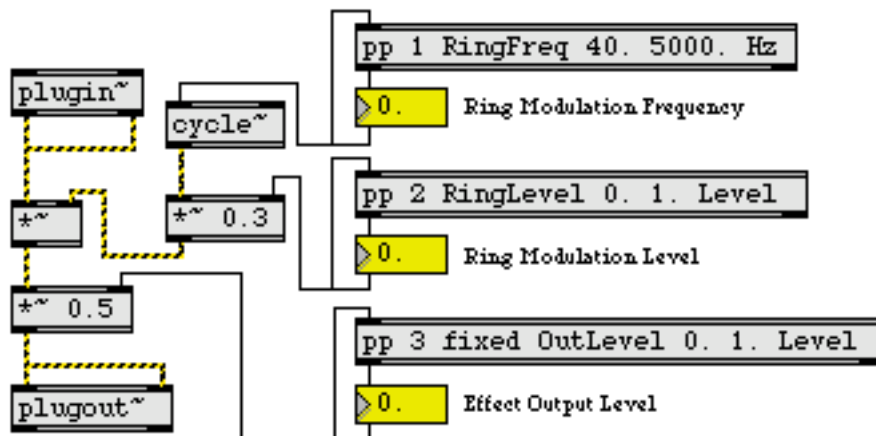 pp 1 RingFreq 40. 5000. Hz
plugin~
0. Ring Modulation Frequency
cycle~
pp 2 RingLevel 0. 1. Level
*~
*~ 0.3
0. Ring Modulation Level
*~ 0.5
pp 3 fixed OutLevel 0. 1. Level
plugout~
0. Effect Output Level